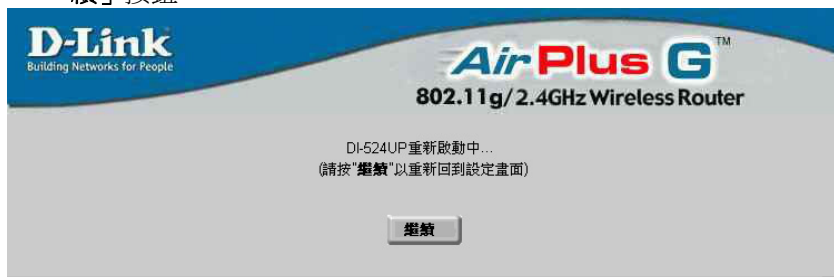 D-Link
Building Networks for People
Air Plus G™
802.11g/2.4GHz Wireless Router
DI-524UP重新啟動中...
(請按"繼續"以重新回到設定畫面)
繼續